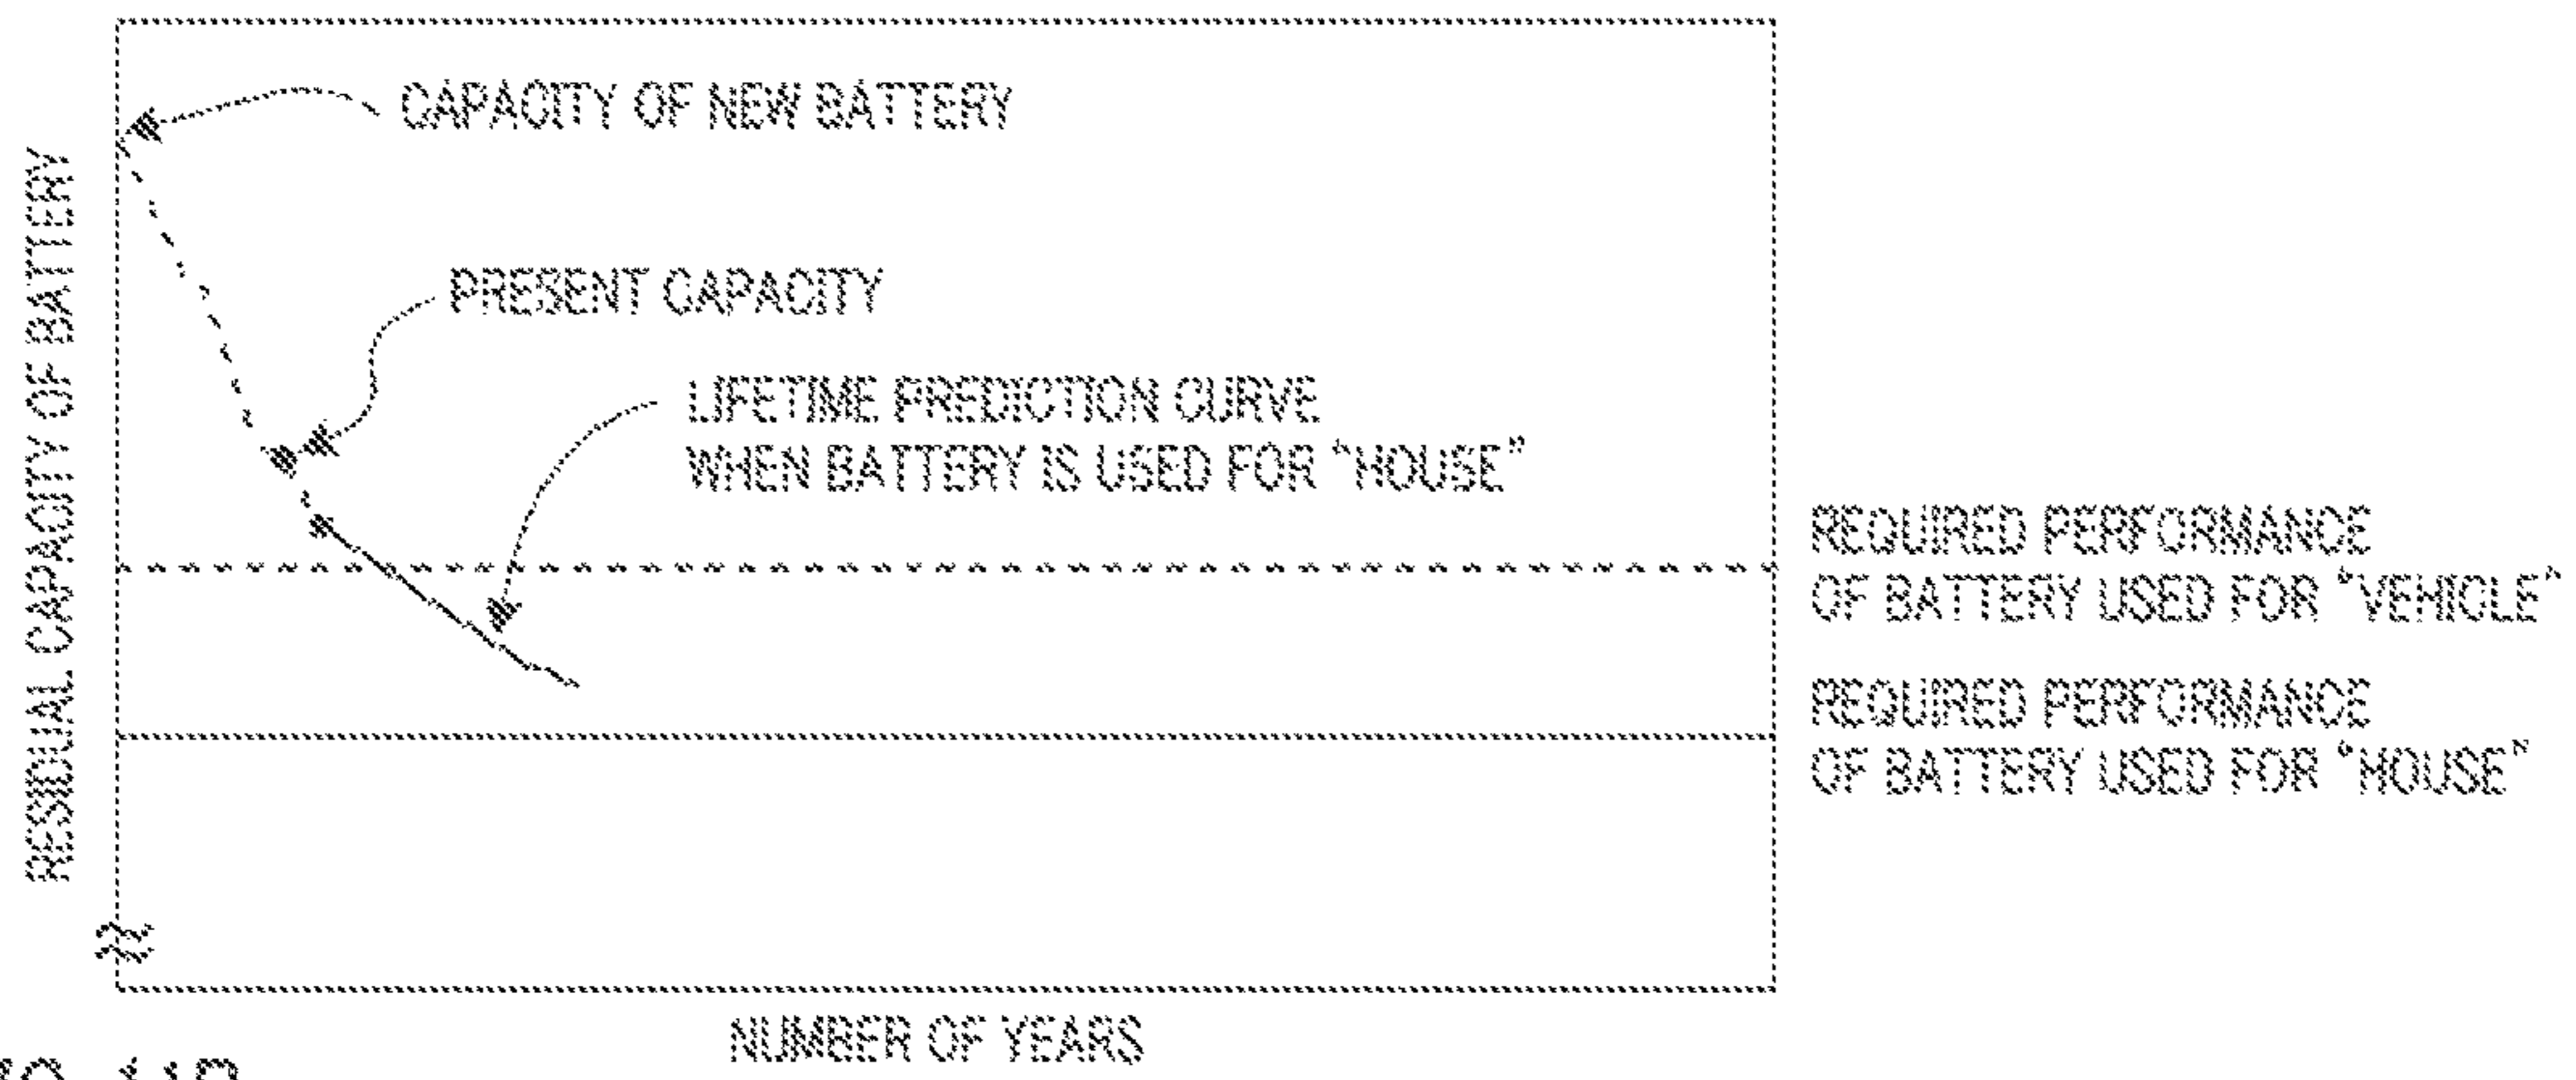 CAPACITY OF NEW BATTERY
RESIDUAL CAPACITY OF BATTERY
PRESENT CAPACITY
LIFETIME PREDICTION CURVE
WHEN BATTERY IS USED FOR "HOUSE"
REQUIRED PERFORMANCE
OF BATTERY USED FOR "VEHICLE"
REQUIRED PERFORMANCE
OF BATTERY USED FOR "HOUSE"
NUMBER OF YEARS